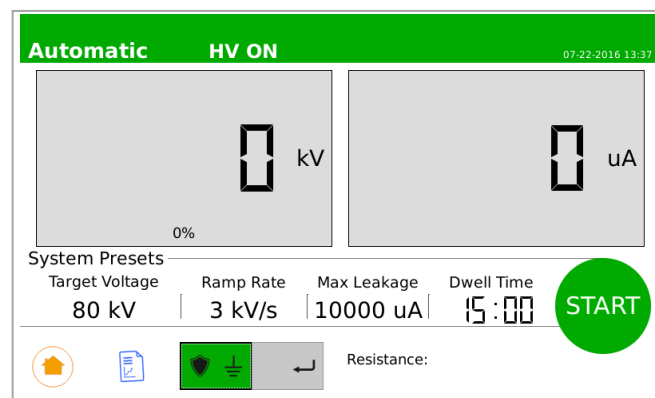 Automatic HV ON 07-22-2016 13:37
0 kV 0 uA
0%
System Presets
Target Voltage Ramp Rate Max Leakage Dwell Time
80 kV 3 kV/s 10000 uA 15:00 START
Resistance: